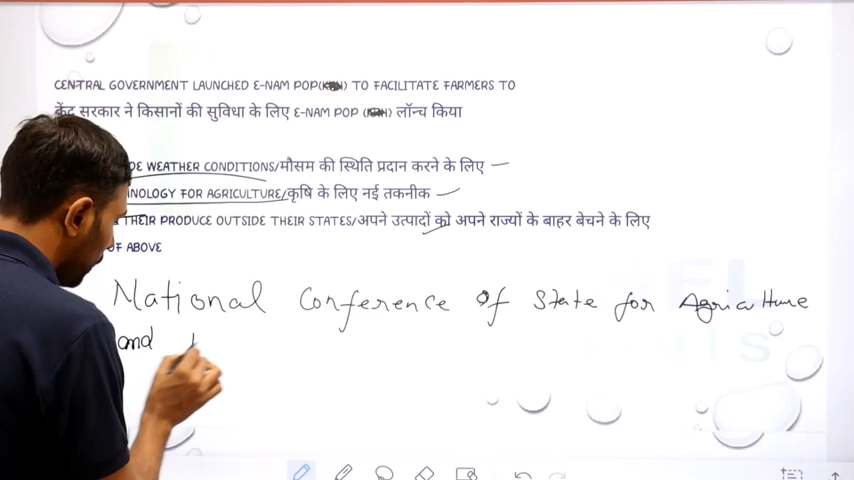 CENTRAL GOVERNMENT LAUNCHED E-NAM POP( ) TO FACILITATE FARMERS TO
केंद्र सरकार ने किसानों की सुविधा के लिए E-NAM POP ( ) लॉन्च किया
DE WEATHER CONDITIONS/मौसम की स्थिति प्रदान करने के लिए
NOLOGY FOR AGRICULTURE/कृषि के लिए नई तकनीक
THEIR PRODUCE OUTSIDE THEIR STATES/अपने उत्पादों को अपने राज्यों के बाहर बेचने के लिए
OF ABOVE
National Conference of State for Agriculture
and